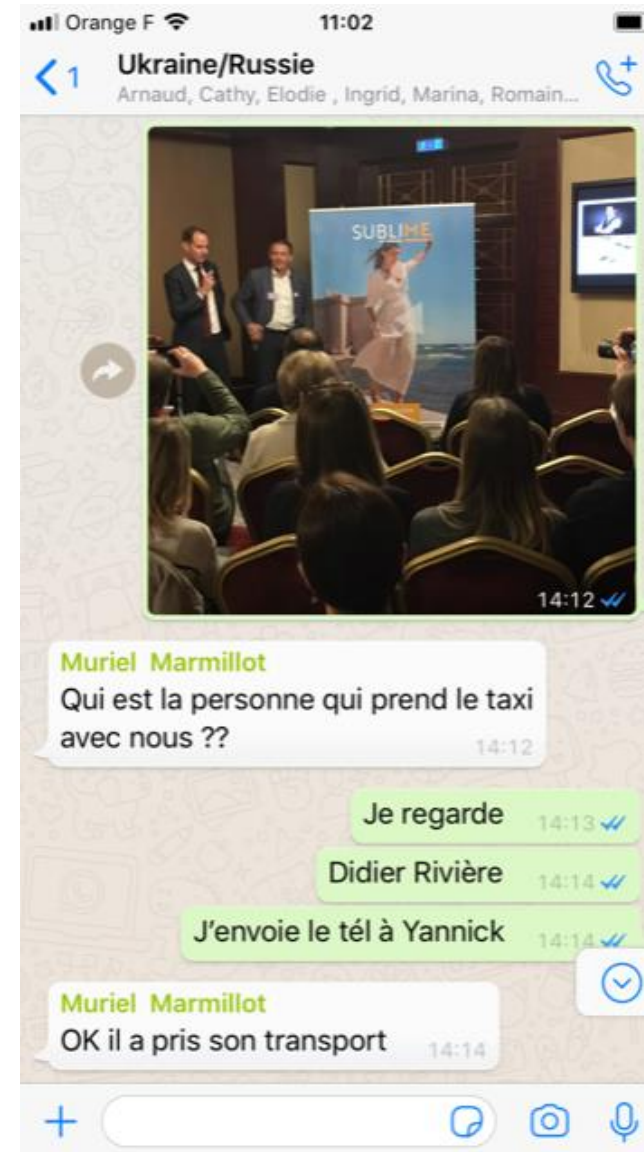 Orange F 11:02
1 Ukraine/Russie
Arnaud, Cathy, Elodie , Ingrid, Marina, Romain...
SUBLIME
14:12
Muriel Marmillot
Qui est la personne qui prend le taxi
avec nous ??
14:12
Je regarde 14:13
Didier Rivière 14:14
J'envoie le tél à Yannick 14:14
Muriel Marmillot
OK il a pris son transport 14:14